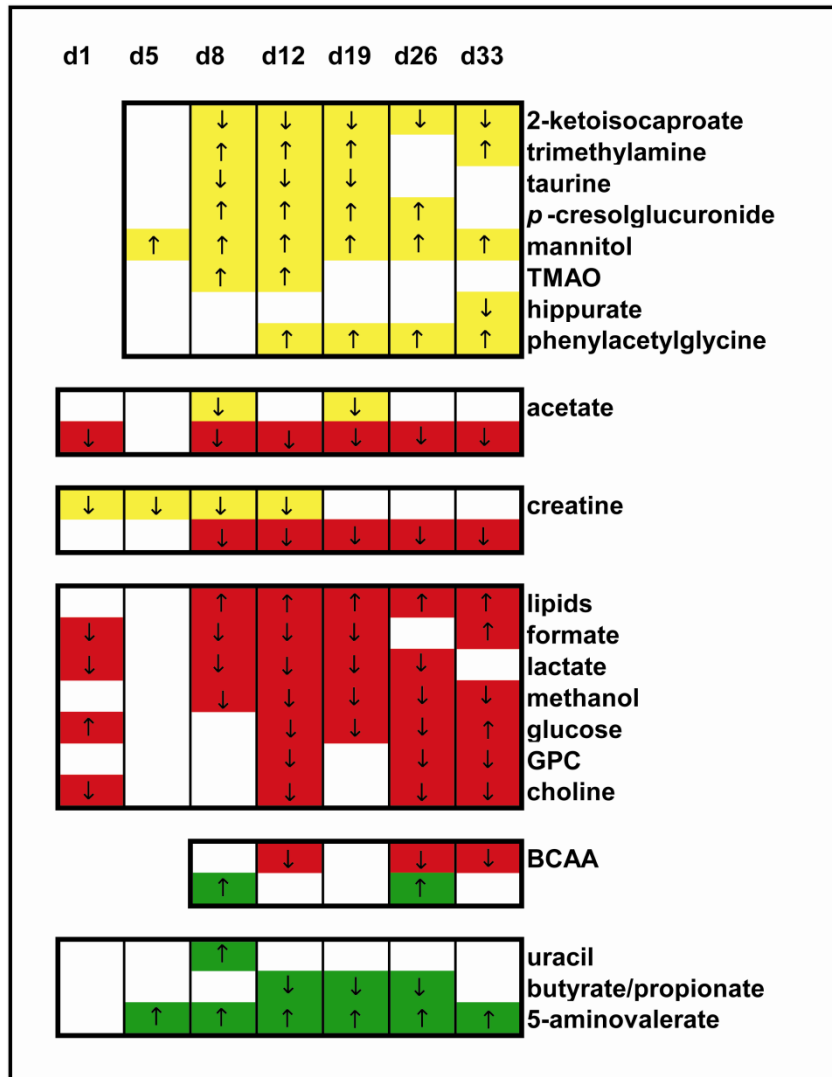 d1 d5 d8 d12 d19 d26 d33
↓ ↓ ↓ ↓ ↓ 2-ketoisocaproate
↑ ↑ ↑ ↑ trimethylamine
↓ ↓ ↓ taurine
↑ ↑ ↑ ↑ p-cresolglucuronide
↑ ↑ ↑ ↑ ↑ ↑ mannitol
↑ ↑ TMAO
↓ hippurate
↑ ↑ ↑ ↑ phenylacetylglycine
↓ ↓ acetate
↓ ↓ ↓ ↓ ↓ ↓
↓ ↓ ↓ ↓ creatine
↓ ↓ ↓ ↓ ↓
↑ ↑ ↑ ↑ ↑ lipids
↓ ↓ ↓ ↓ ↑ formate
↓ ↓ ↓ ↓ ↓ lactate
↓ ↓ ↓ ↓ ↓ methanol
↑ ↓ ↓ ↓ ↑ glucose
↓ ↓ ↓ GPC
↓ ↓ ↓ ↓ choline
↓ ↓ ↓ BCAA
↑ ↑
↑ uracil
↓ ↓ ↓ butyrate/propionate
↑ ↑ ↑ ↑ ↑ ↑ 5-aminovalerate